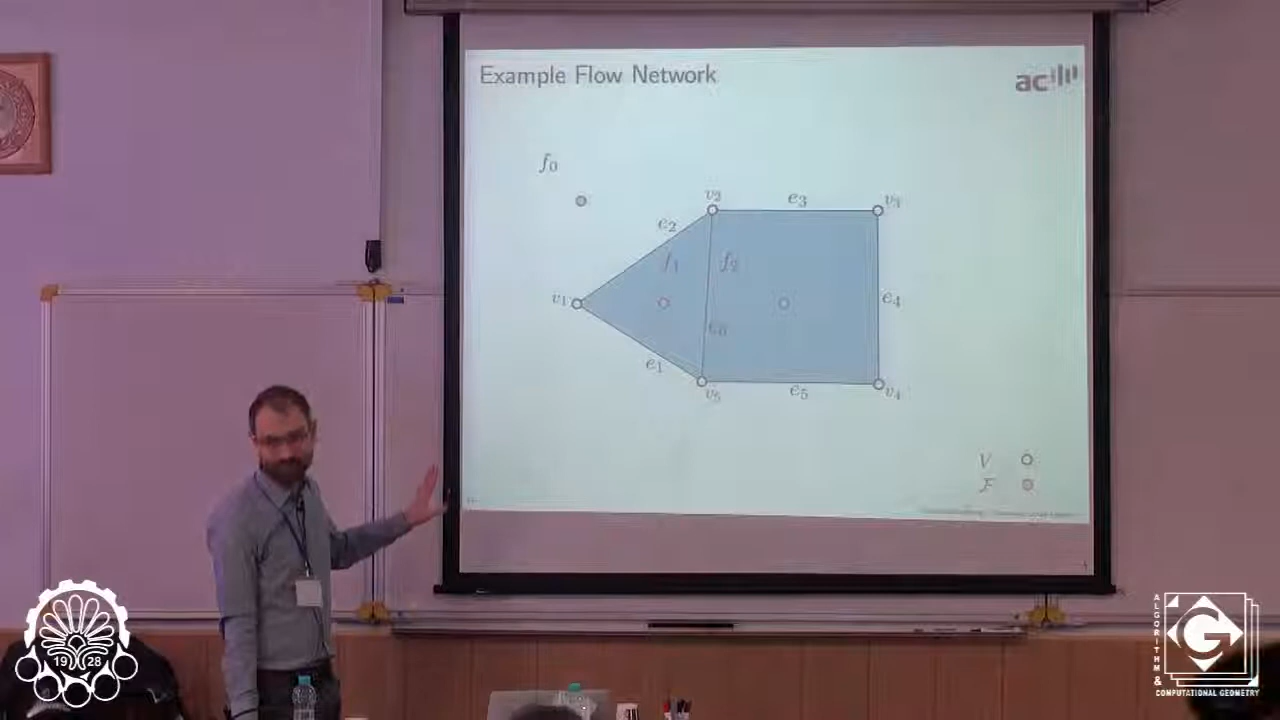 Example Flow Network
ac
f0
v2
e3
v3
e2
f1
f2
v1
e4
e6
e1
v5
e5
v4
V
F
19 28
ALGORITHM &
G
COMPUTATIONAL GEOMETRY